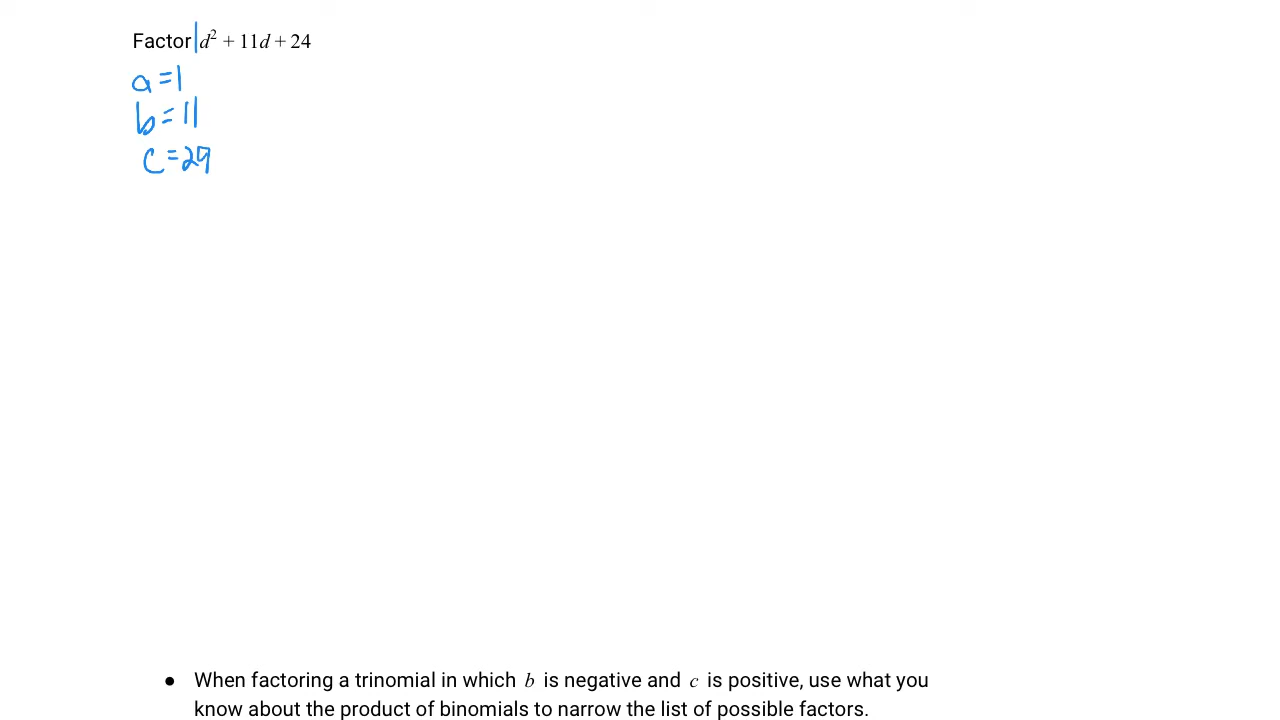 Factor |d² + 11d + 24
a = 1
b = 11
c = 29
● When factoring a trinomial in which b is negative and c is positive, use what you
know about the product of binomials to narrow the list of possible factors.